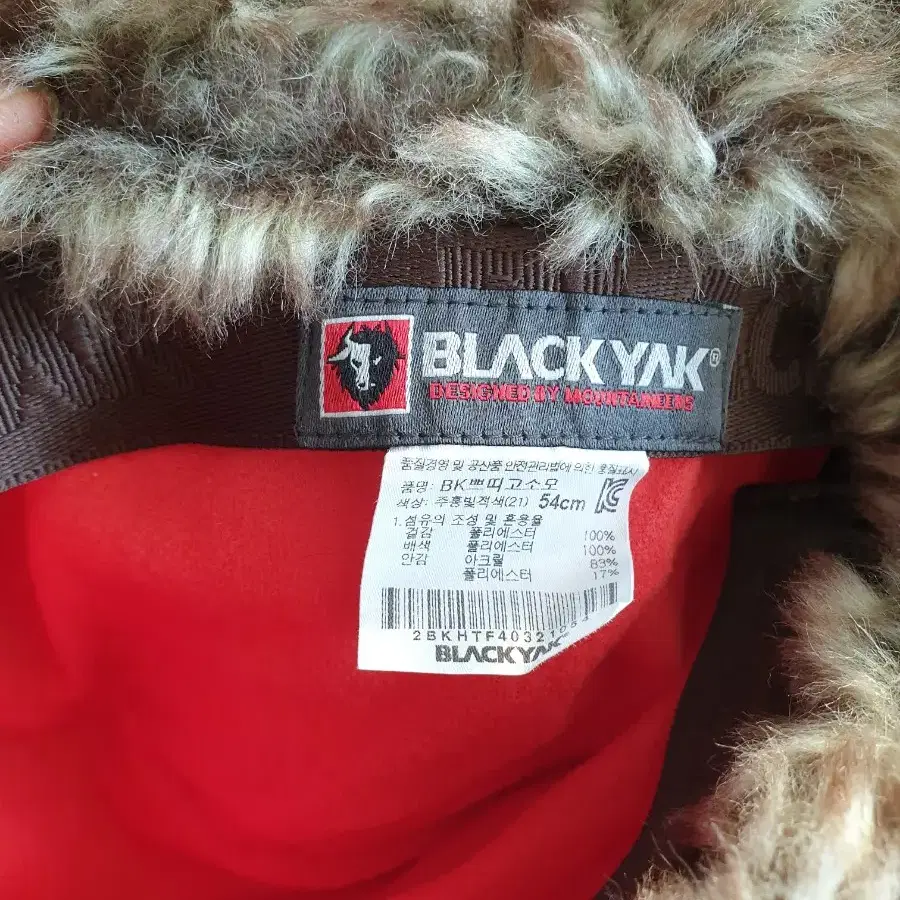 BLACKYAK®
DESIGNED BY MOUNTAINEERS
품질경영 및 공산품 안전관리법에 의한 품질표시
품명: BK쁘띠고소모
색상: 주홍빛적색(21) 54cm
1.섬유의 조성 및 혼용율
겉감 폴리에스터 100%
배색 폴리에스터 100%
안감 아크릴 83%
폴리에스터 17%
2BKHTF40321054
BLACKYAK